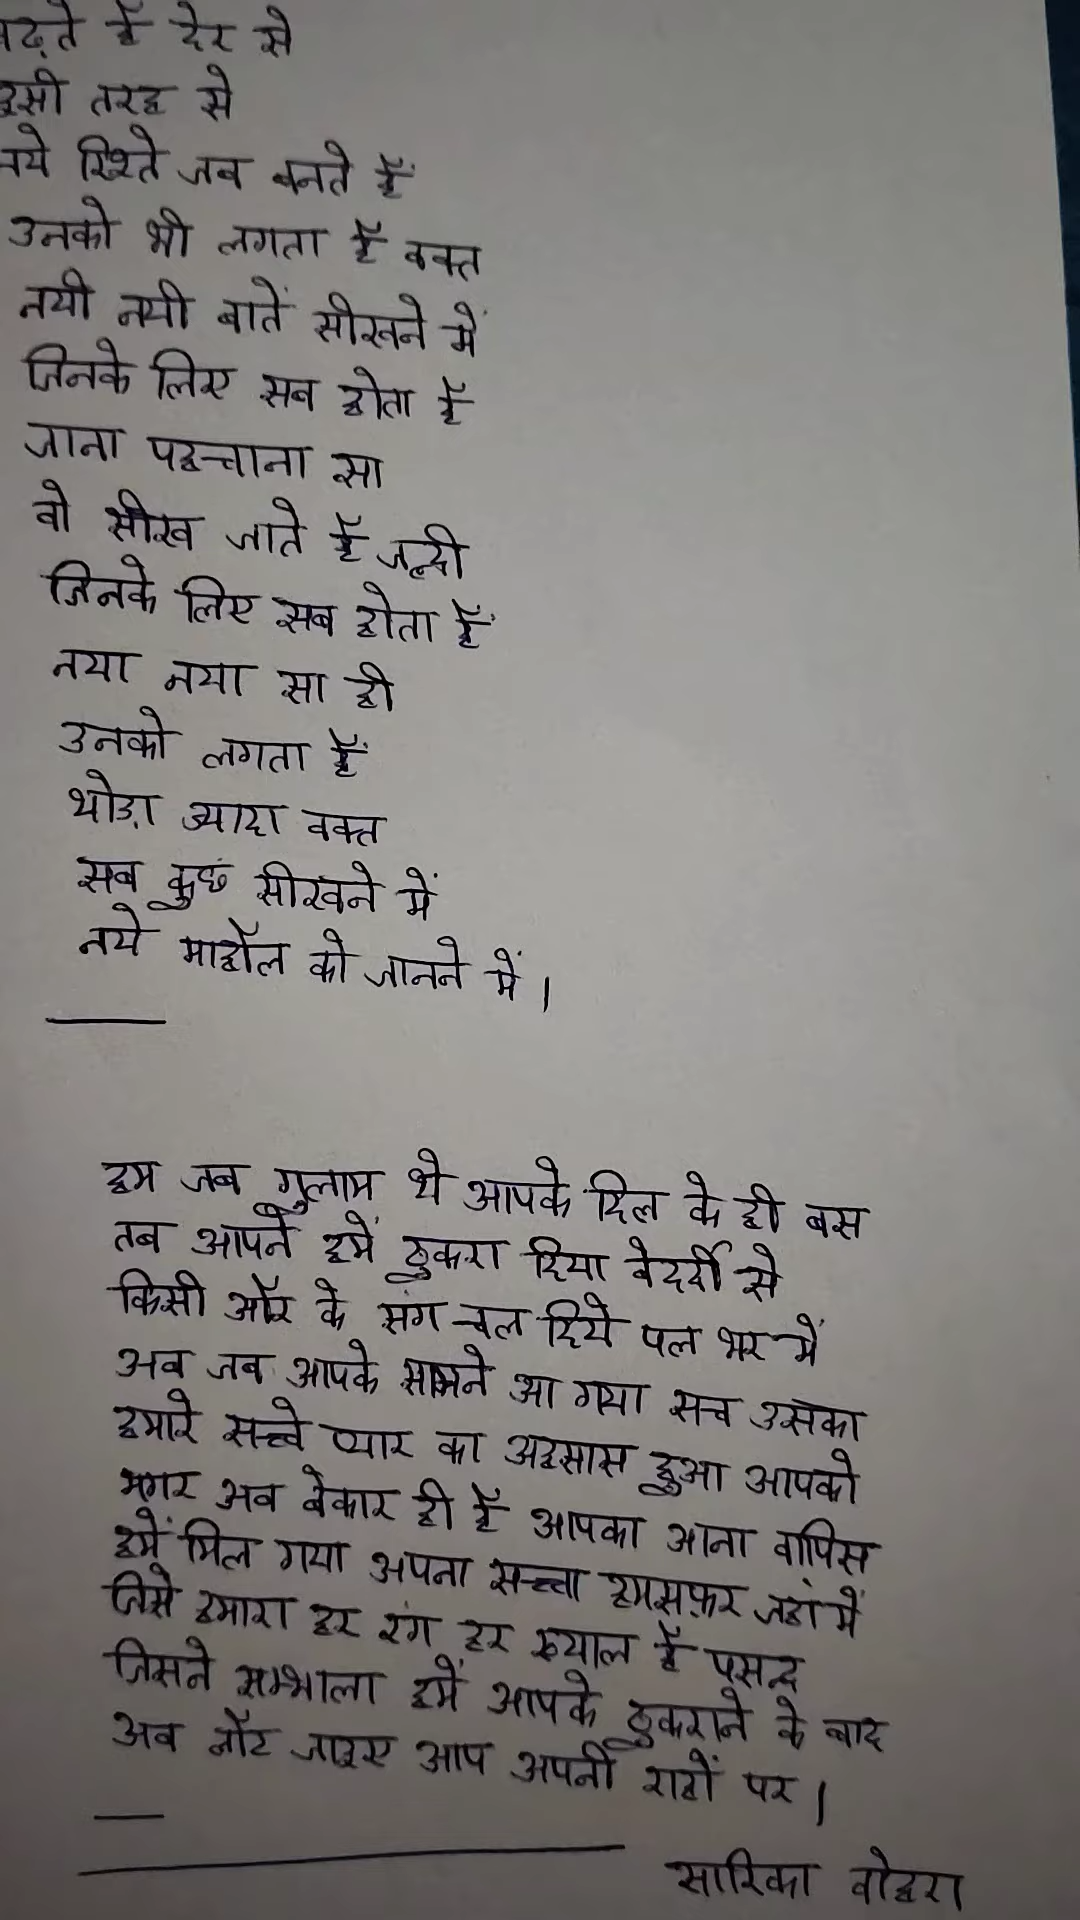 पढ़ते हैं देर से
इसी तरह से
नये रिश्ते जब बनते हैं
उनको भी लगता हैं वक्त
नयी नयी बातें सीखने में
जिनके लिए सब होता हैं
जाना पहचाना सा
वो सीख जाते हैं जल्दी
जिनके लिए सब होता हैं
नया नया सा ही
उनको लगता हैं
थोड़ा ज्यादा वक्त
सब कुछ सीखने में
नये माहौल को जानने में।
हम जब गुलाम थे आपके दिल के ही बस
तब आपने हमें ठुकरा दिया बेदर्दी से
किसी और के संग चल दिये पल भर में
अब जब आपके सामने आ गया सच उसका
हमारे सच्चे प्यार का अहसास हुआ आपको
मगर अब बेकार ही हैं आपका आना वापिस
हमें मिल गया अपना सच्चा हमसफ़र जहां में
जिसे हमारा हर रंग हर ख्याल हैं पसन्द
जिसने सम्भाला हमें आपके ठुकराने के बाद
अब लौट जाइए आप अपनी राहों पर।
सारिका वोहरा